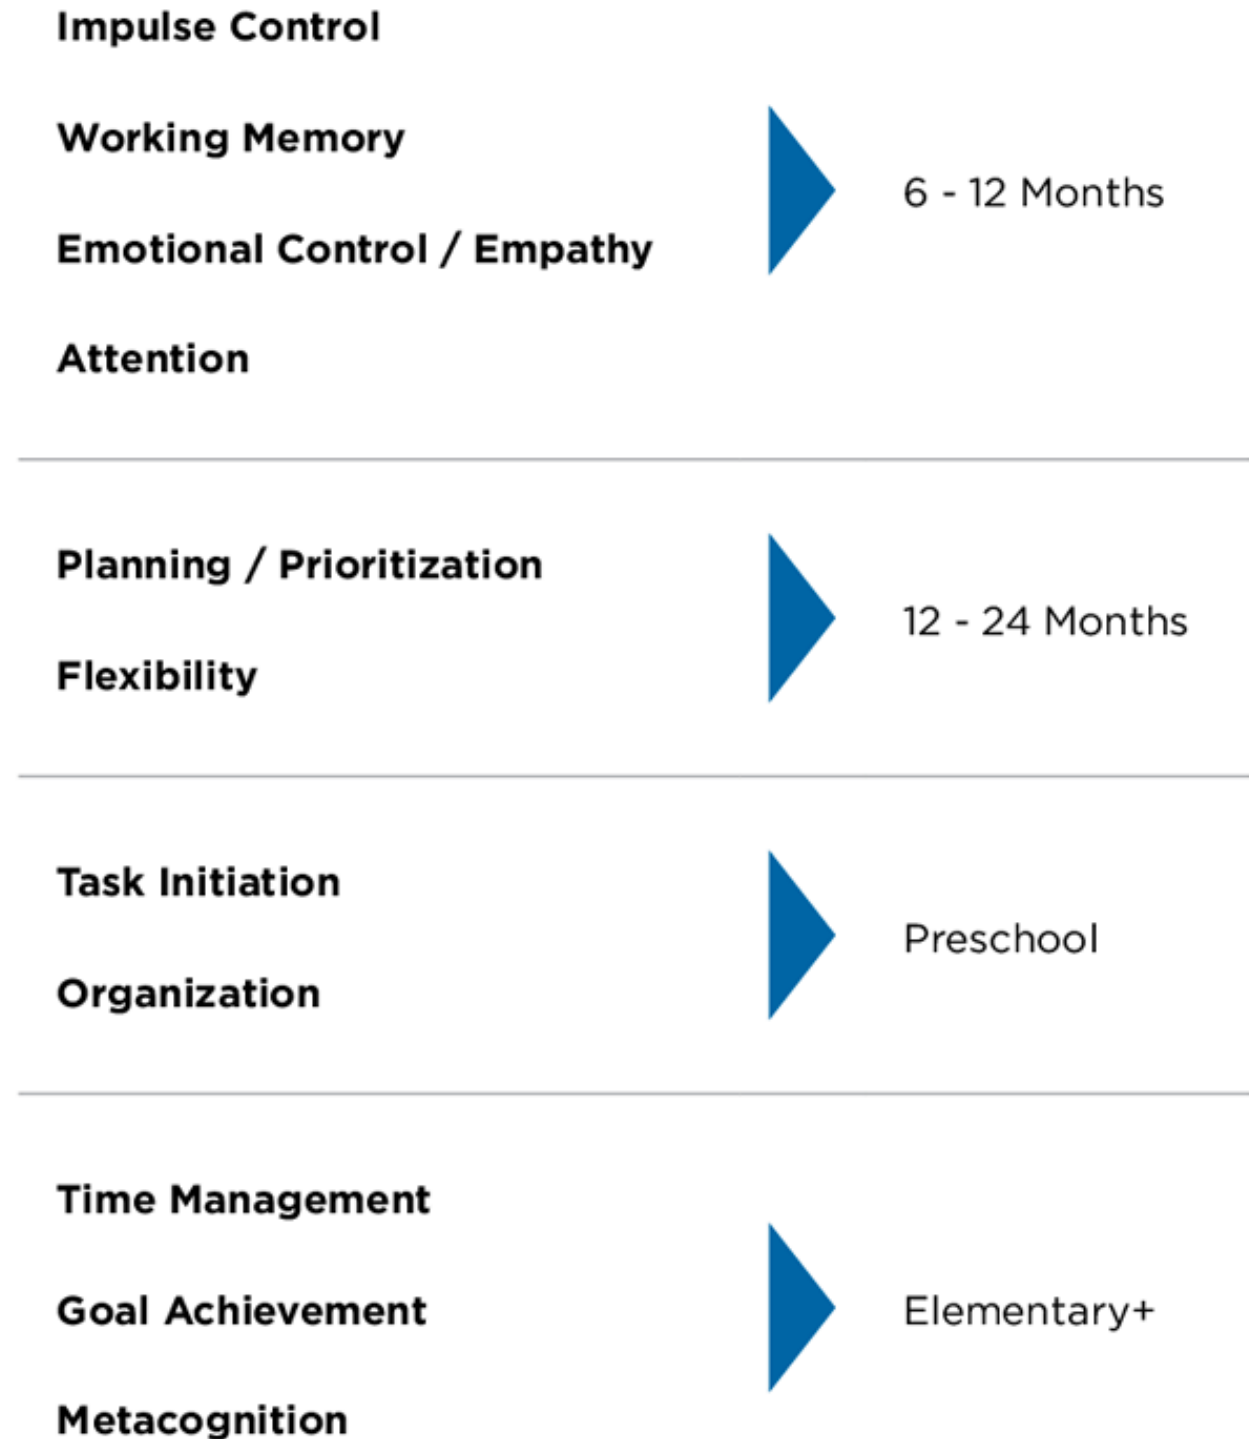 Impulse Control
Working Memory
Emotional Control / Empathy
Attention
6 - 12 Months
Planning / Prioritization
Flexibility
12 - 24 Months
Task Initiation
Organization
Preschool
Time Management
Goal Achievement
Metacognition
Elementary+